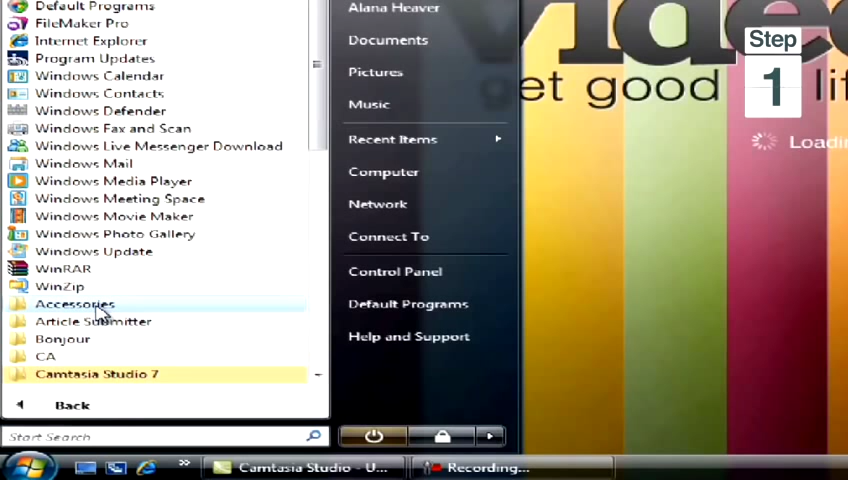 Default Programs
FileMaker Pro
Internet Explorer
Program Updates
Windows Calendar
Windows Contacts
Windows Defender
Windows Fax and Scan
Windows Live Messenger Download
Windows Mail
Windows Media Player
Windows Meeting Space
Windows Movie Maker
Windows Photo Gallery
Windows Update
WinRAR
WinZip
Accessories
Article Submitter
Bonjour
CA
Camtasia Studio 7
Back
Start Search
Alana Heaver
Documents
Pictures
Music
Recent Items
Computer
Network
Connect To
Control Panel
Default Programs
Help and Support
get good
Step
1
Camtasia Studio - U...
Recording...